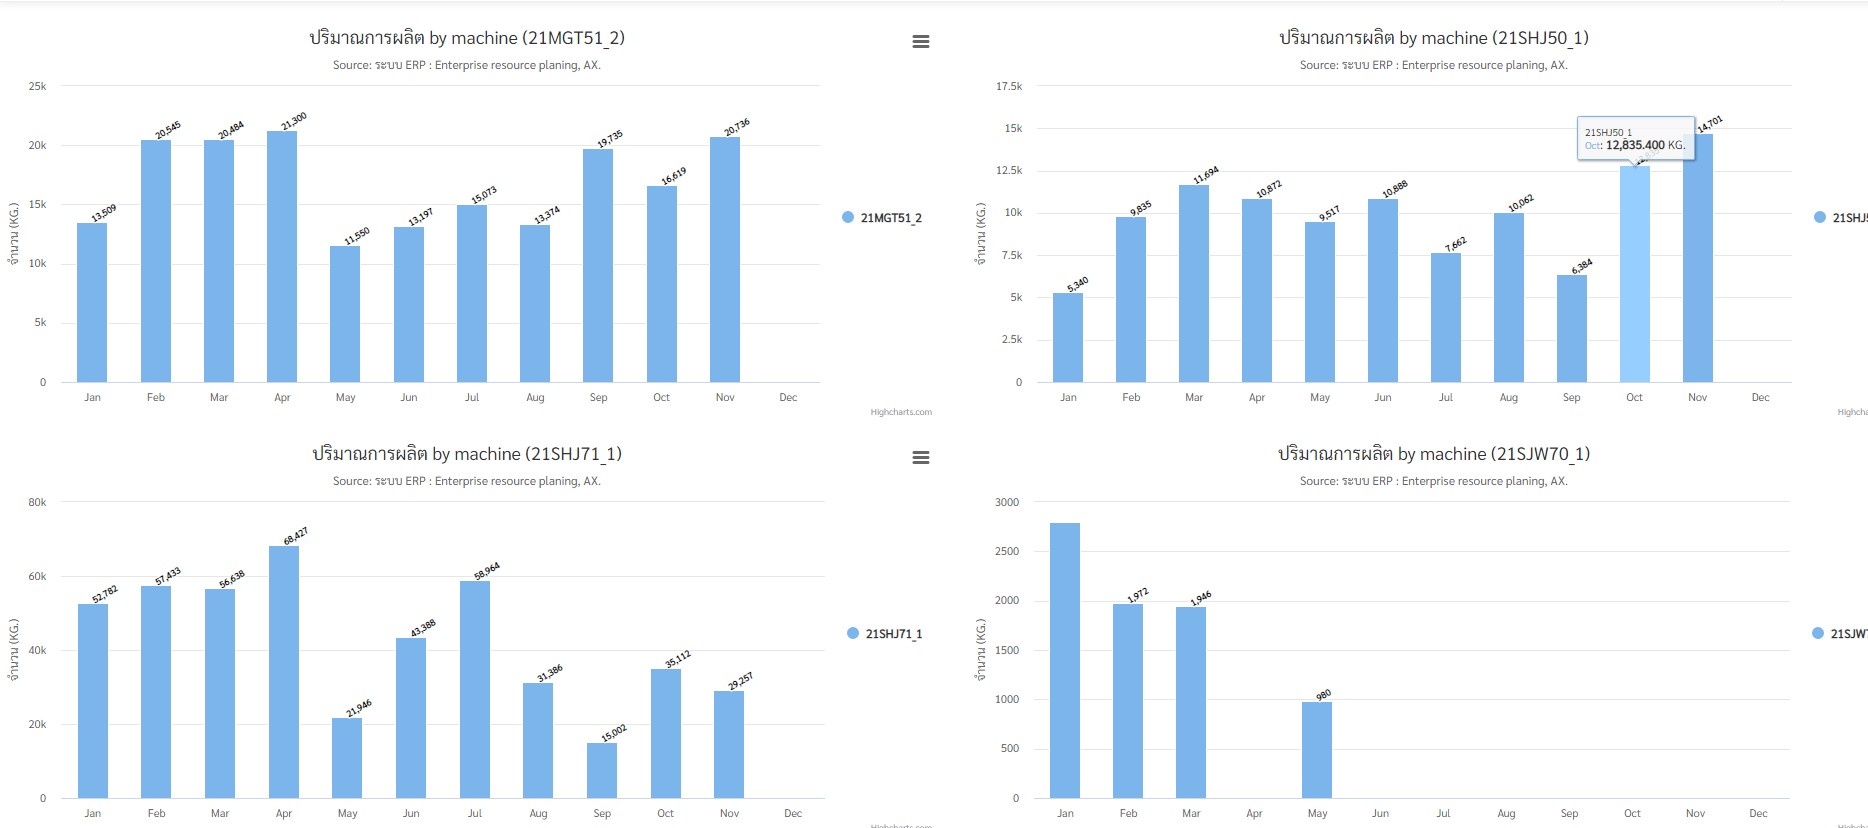 ปริมาณการผลิต by machine (21MGT51_2)
Source: ระบบ ERP : Enterprise resource planing, AX.
จำนวน (KG.)
25k
20k
15k
10k
5k
0
13,509
20,545
20,484
21,300
11,550
13,197
15,073
13,374
19,735
16,619
20,736
Jan Feb Mar Apr May Jun Jul Aug Sep Oct Nov Dec
21MGT51_2
Highcharts.com
ปริมาณการผลิต by machine (21SHJ50_1)
Source: ระบบ ERP : Enterprise resource planing, AX.
จำนวน (KG.)
17.5k
15k
12.5k
10k
7.5k
5k
2.5k
0
5,340
9,835
11,694
10,872
9,517
10,888
7,662
10,062
6,384
14,701
21SHJ50_1
Oct: 12,835.400 KG.
Jan Feb Mar Apr May Jun Jul Aug Sep Oct Nov Dec
21SHJ5
Highcha
ปริมาณการผลิต by machine (21SHJ71_1)
Source: ระบบ ERP : Enterprise resource planing, AX.
จำนวน (KG.)
80k
60k
40k
20k
0
52,782
57,433
56,638
68,427
21,946
43,388
58,964
31,386
15,002
35,112
29,257
Jan Feb Mar Apr May Jun Jul Aug Sep Oct Nov Dec
21SHJ71_1
Highcharts.com
ปริมาณการผลิต by machine (21SJW70_1)
Source: ระบบ ERP : Enterprise resource planing, AX.
จำนวน (KG.)
3000
2500
2000
1500
1000
500
0
1,972
1,946
980
Jan Feb Mar Apr May Jun Jul Aug Sep Oct Nov Dec
21SJW7
Highcha